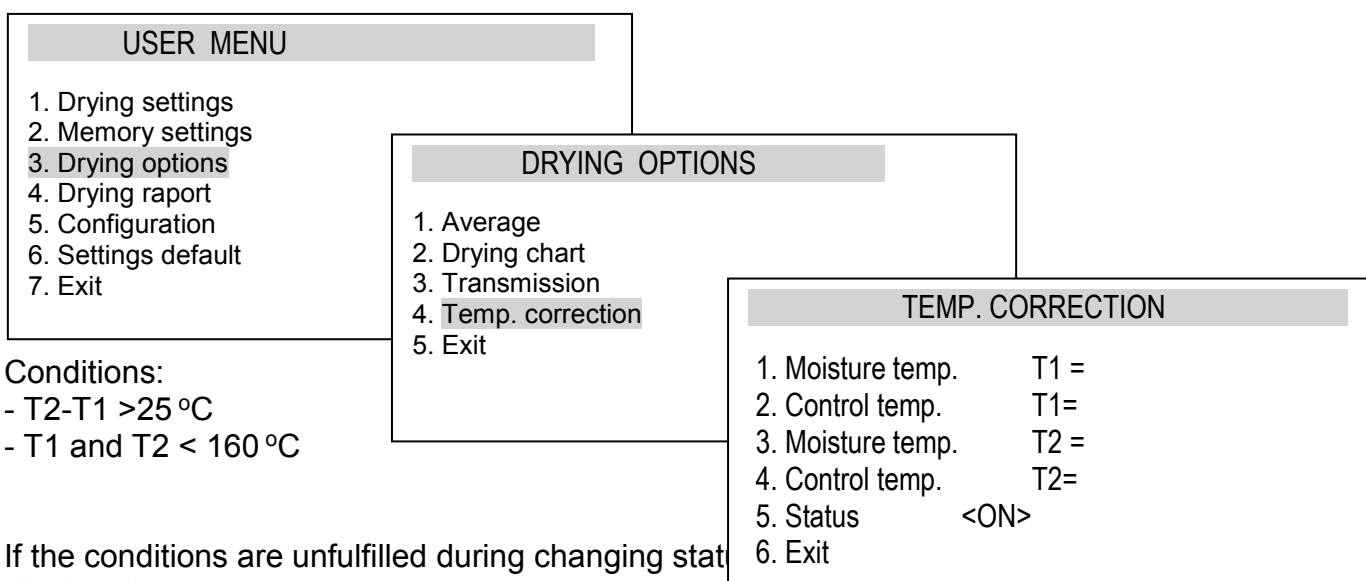 USER MENU
1. Drying settings
2. Memory settings
3. Drying options
4. Drying raport
5. Configuration
6. Settings default
7. Exit
DRYING OPTIONS
1. Average
2. Drying chart
3. Transmission
4. Temp. correction
5. Exit
TEMP. CORRECTION
1. Moisture temp. T1 =
2. Control temp. T1=
3. Moisture temp. T2 =
4. Control temp. T2=
5. Status <ON>
6. Exit
Conditions:
- T2-T1 >25 ºC
- T1 and T2 < 160 ºC
If the conditions are unfulfilled during changing